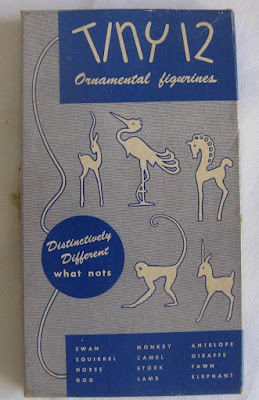 TINY 12
Ornamental figurines
Distinctively
Different
what nots
SWAN
SQUIRREL
HORSE
DOG
MONKEY
CAMEL
STORK
LAMB
ANTELOPE
GIRAFFE
FAWN
ELEPHANT